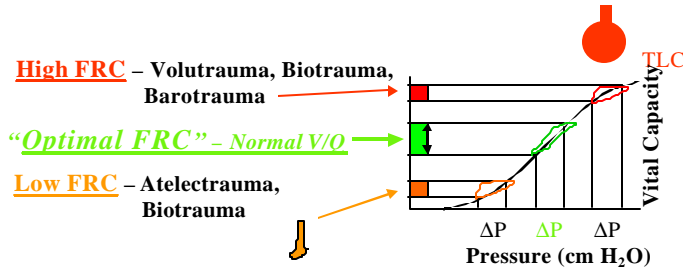 TLC
High FRC – Volutrauma, Biotrauma,
Barotrauma
"Optimal FRC" – Normal V/Q
Low FRC – Atelectrauma,
Biotrauma
Vital Capacity
ΔP ΔP ΔP
Pressure (cm H₂O)